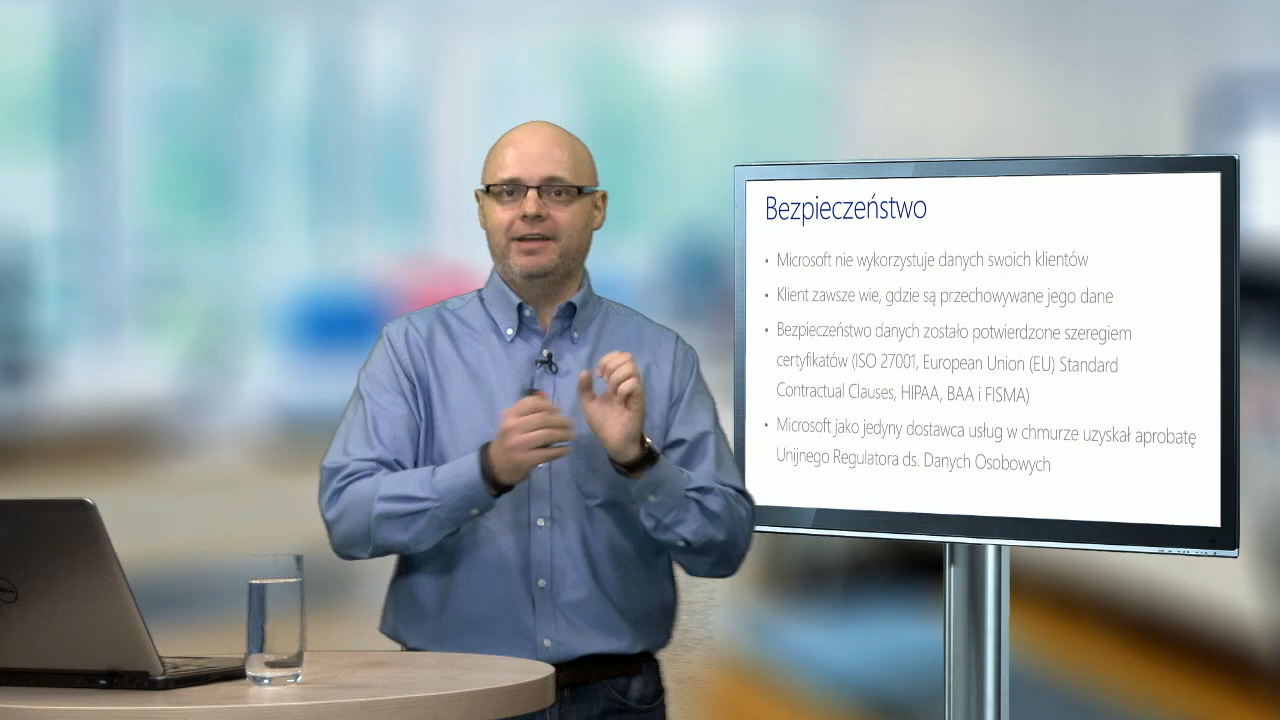 Bezpieczeństwo
• Microsoft nie wykorzystuje danych swoich klientów
• Klient zawsze wie, gdzie są przechowywane jego dane
• Bezpieczeństwo danych zostało potwierdzone szeregiem
certyfikatów (ISO 27001, European Union (EU) Standard
Contractual Clauses, HIPAA, BAA i FISMA)
• Microsoft jako jedyny dostawca usług w chmurze uzyskał aprobatę
Unijnego Regulatora ds. Danych Osobowych
DELL